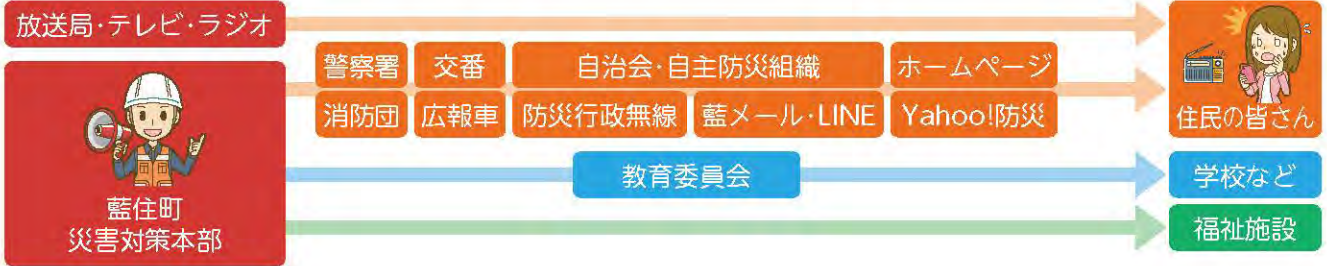 放送局・テレビ・ラジオ
警察署
交番
自治会・自主防災組織
ホームページ
消防団
広報車
防災行政無線
藍メール・LINE
Yahoo!防災
住民の皆さん
藍住町
災害対策本部
教育委員会
学校など
福祉施設